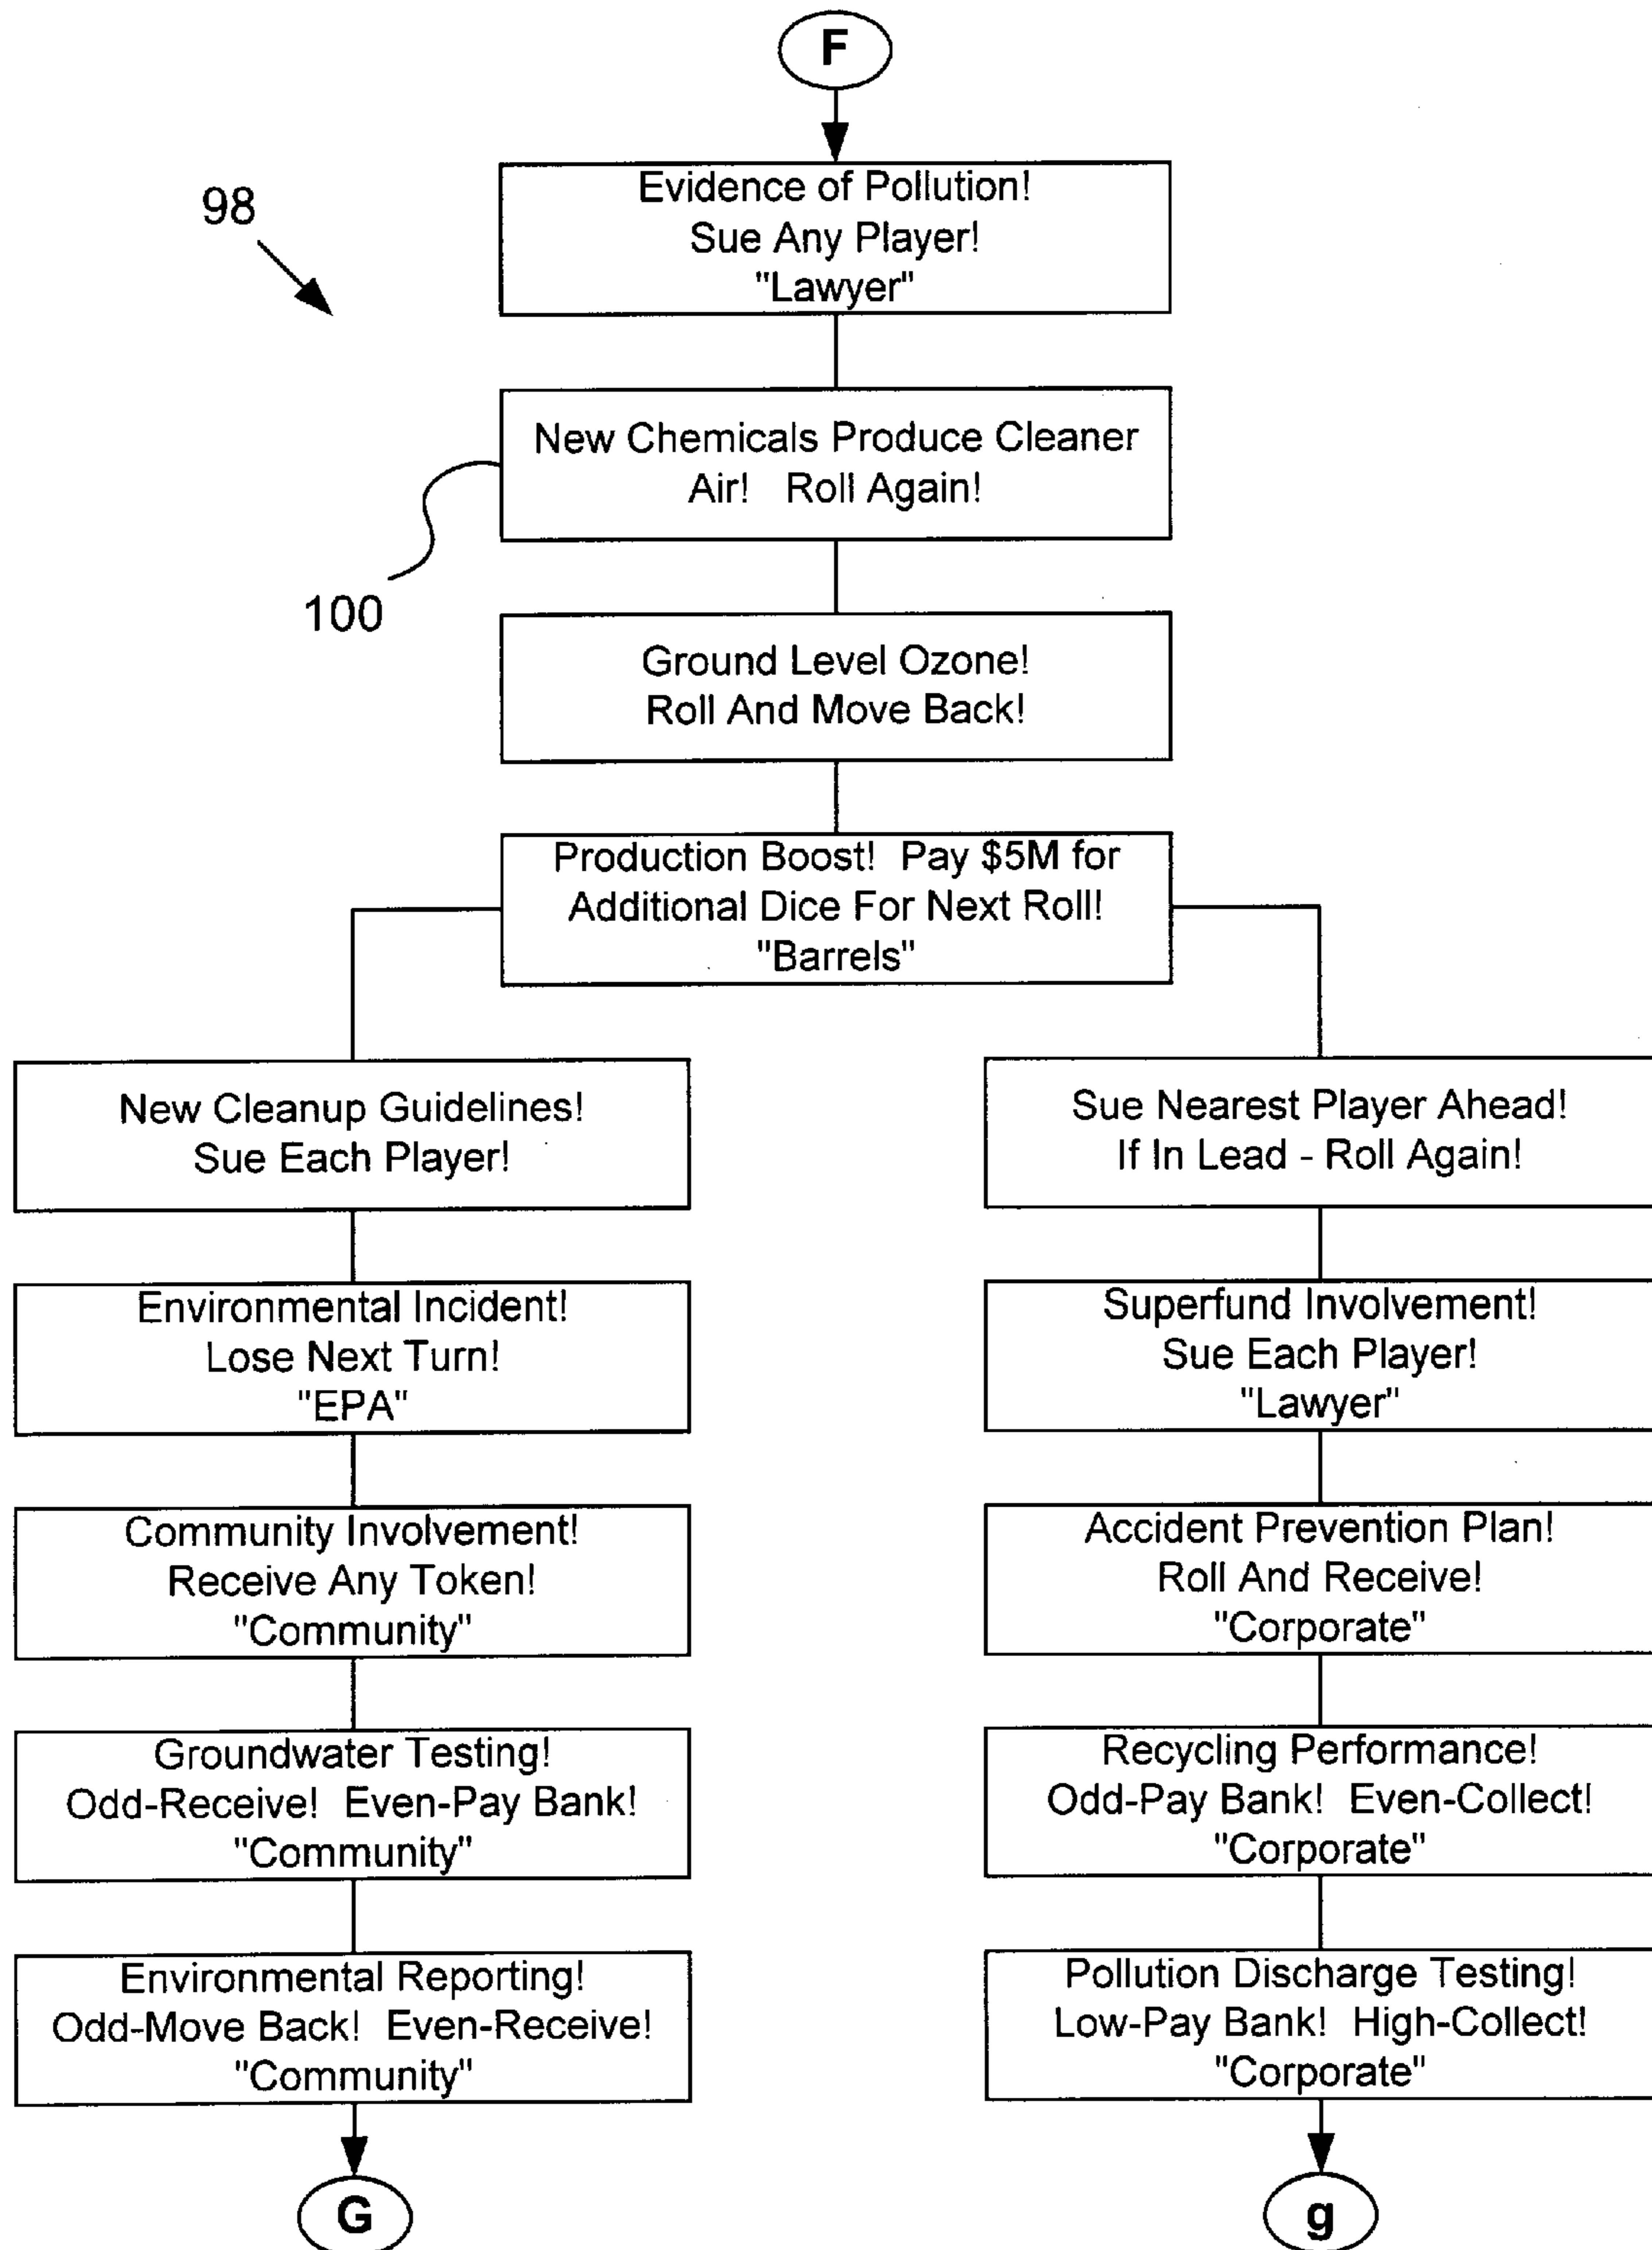 F
98
Evidence of Pollution!
Sue Any Player!
"Lawyer"
New Chemicals Produce Cleaner
Air! Roll Again!
100
Ground Level Ozone!
Roll And Move Back!
Production Boost! Pay $5M for
Additional Dice For Next Roll!
"Barrels"
New Cleanup Guidelines!
Sue Each Player!
Environmental Incident!
Lose Next Turn!
"EPA"
Community Involvement!
Receive Any Token!
"Community"
Groundwater Testing!
Odd-Receive! Even-Pay Bank!
"Community"
Environmental Reporting!
Odd-Move Back! Even-Receive!
"Community"
G
Sue Nearest Player Ahead!
If In Lead - Roll Again!
Superfund Involvement!
Sue Each Player!
"Lawyer"
Accident Prevention Plan!
Roll And Receive!
"Corporate"
Recycling Performance!
Odd-Pay Bank! Even-Collect!
"Corporate"
Pollution Discharge Testing!
Low-Pay Bank! High-Collect!
"Corporate"
g